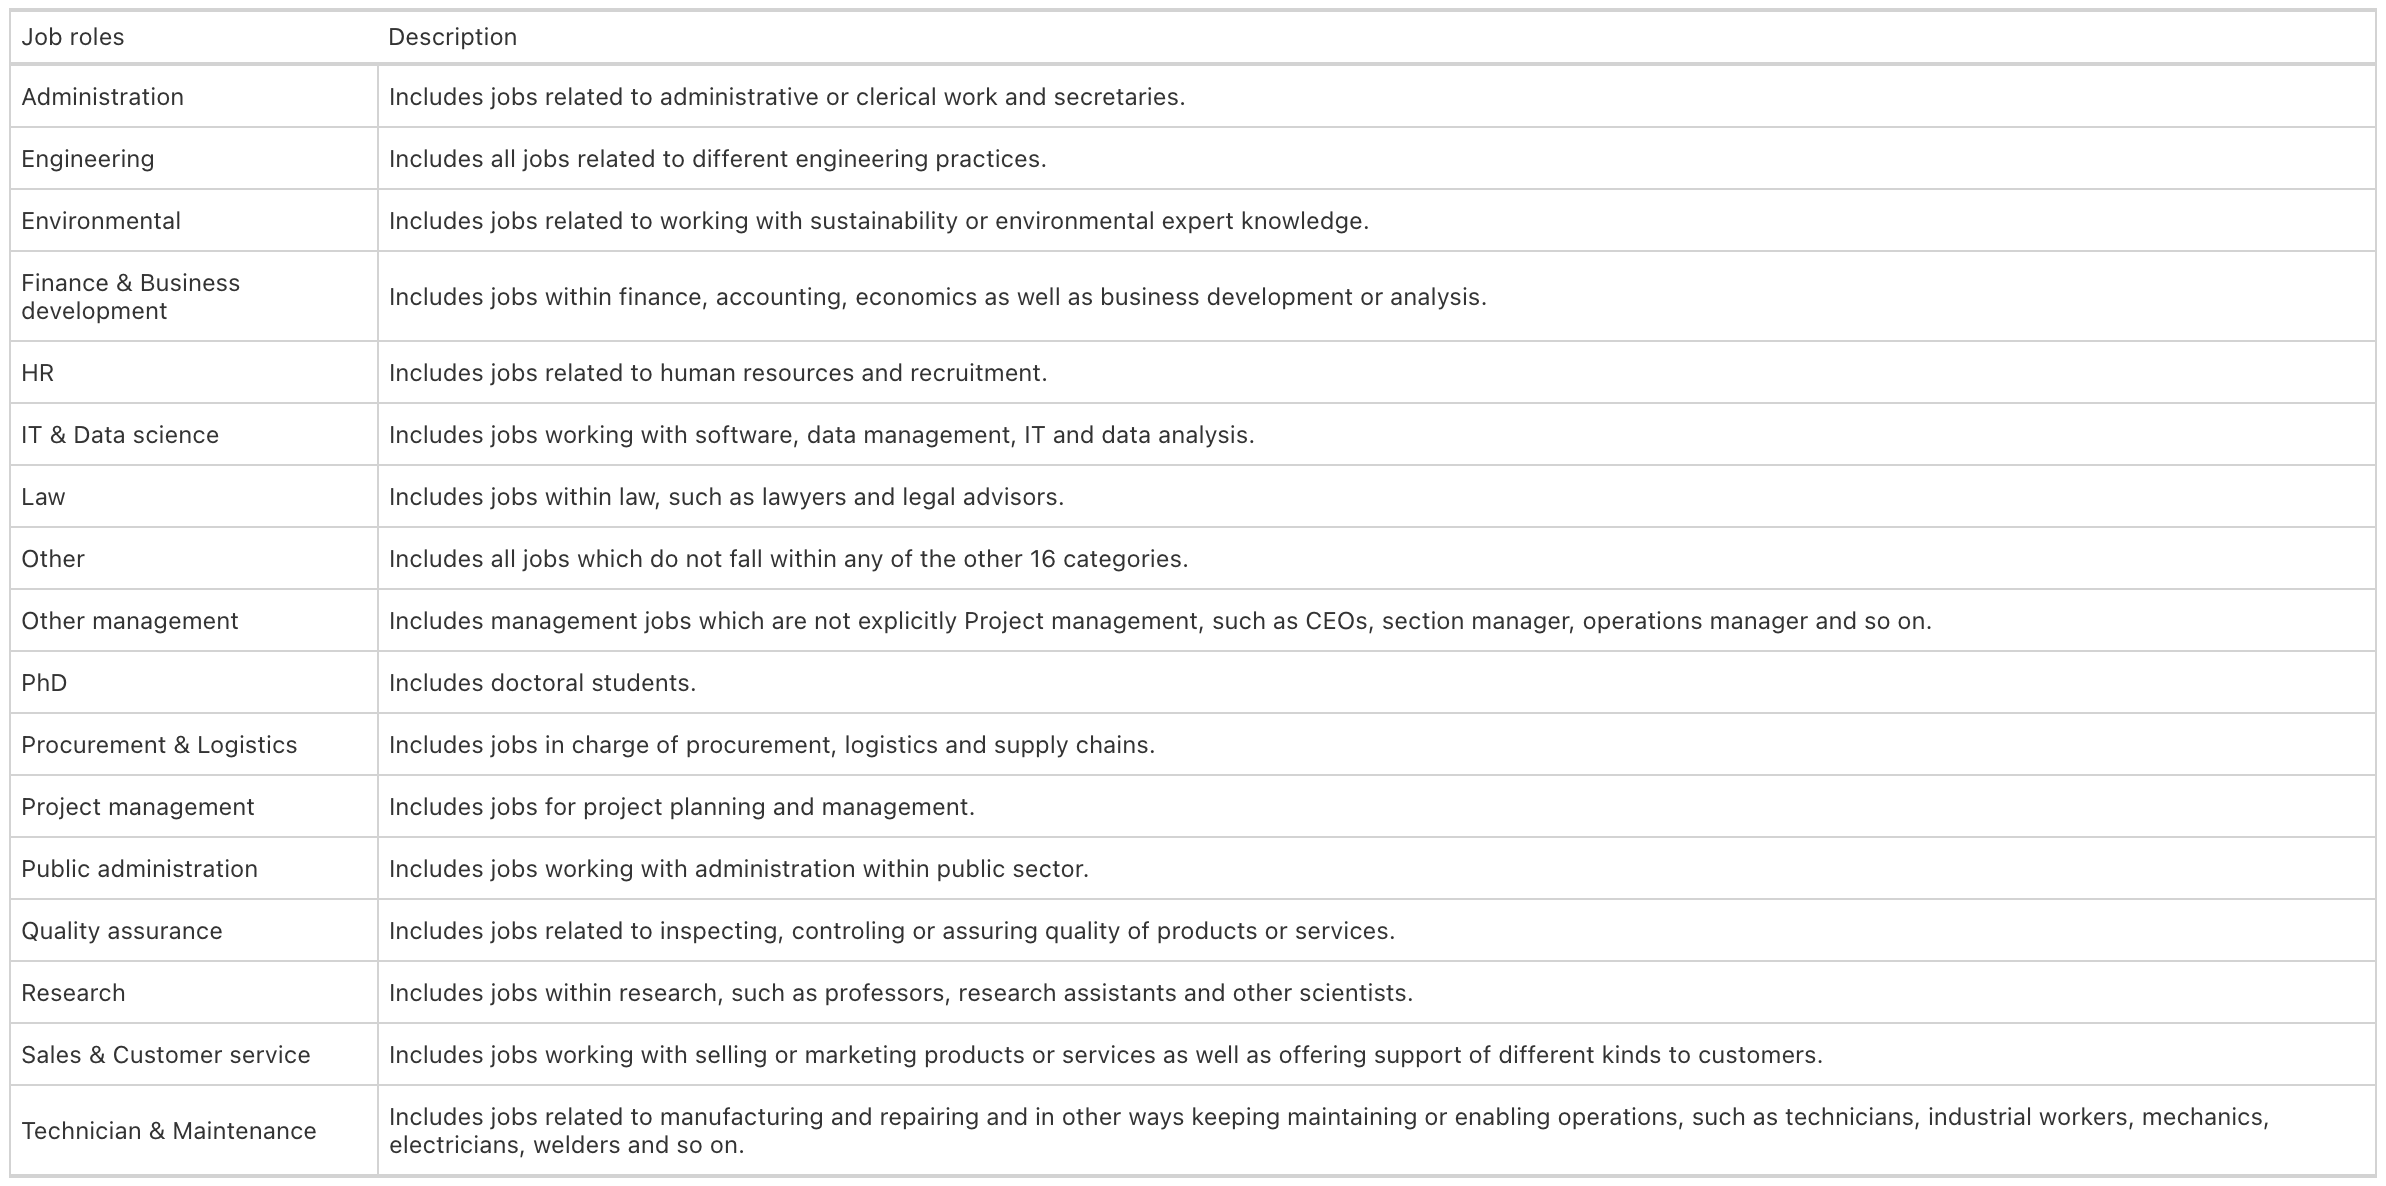 Job roles Description
Administration Includes jobs related to administrative or clerical work and secretaries.
Engineering Includes all jobs related to different engineering practices.
Environmental Includes jobs related to working with sustainability or environmental expert knowledge.
Finance & Business
development
Includes jobs within finance, accounting, economics as well as business development or analysis.
HR Includes jobs related to human resources and recruitment.
IT & Data science Includes jobs working with software, data management, IT and data analysis.
Law Includes jobs within law, such as lawyers and legal advisors.
Other Includes all jobs which do not fall within any of the other 16 categories.
Other management Includes management jobs which are not explicitly Project management, such as CEOs, section manager, operations manager and so on.
PhD Includes doctoral students.
Procurement & Logistics Includes jobs in charge of procurement, logistics and supply chains.
Project management Includes jobs for project planning and management.
Public administration Includes jobs working with administration within public sector.
Quality assurance Includes jobs related to inspecting, controling or assuring quality of products or services.
Research Includes jobs within research, such as professors, research assistants and other scientists.
Sales & Customer service Includes jobs working with selling or marketing products or services as well as offering support of different kinds to customers.
Technician & Maintenance Includes jobs related to manufacturing and repairing and in other ways keeping maintaining or enabling operations, such as technicians, industrial workers, mechanics,
electricians, welders and so on.